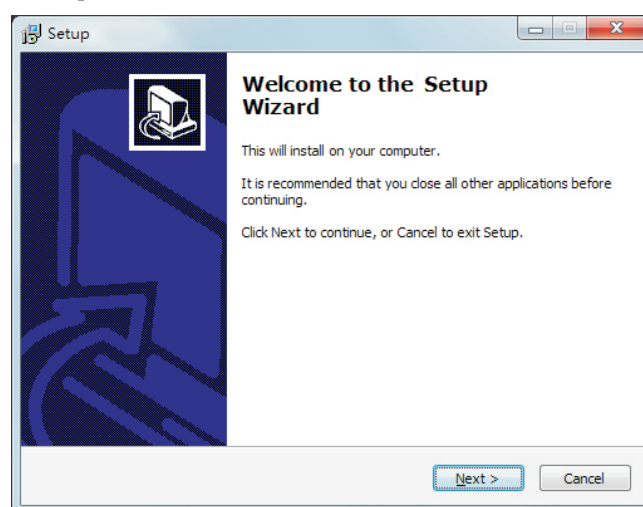 Setup
Welcome to the Setup
Wizard
This will install on your computer.
It is recommended that you close all other applications before
continuing.
Click Next to continue, or Cancel to exit Setup.
Next >
Cancel